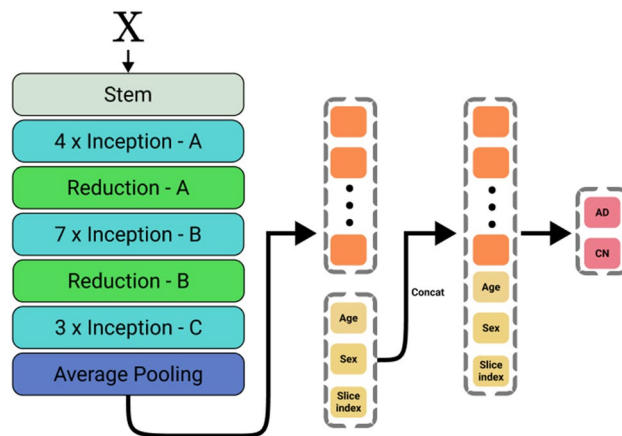 X
Stem
4 x Inception - A
Reduction - A
7 x Inception - B
Reduction - B
3 x Inception - C
Average Pooling
Age
Sex
Slice
index
Concat
Age
Sex
Slice
index
AD
CN